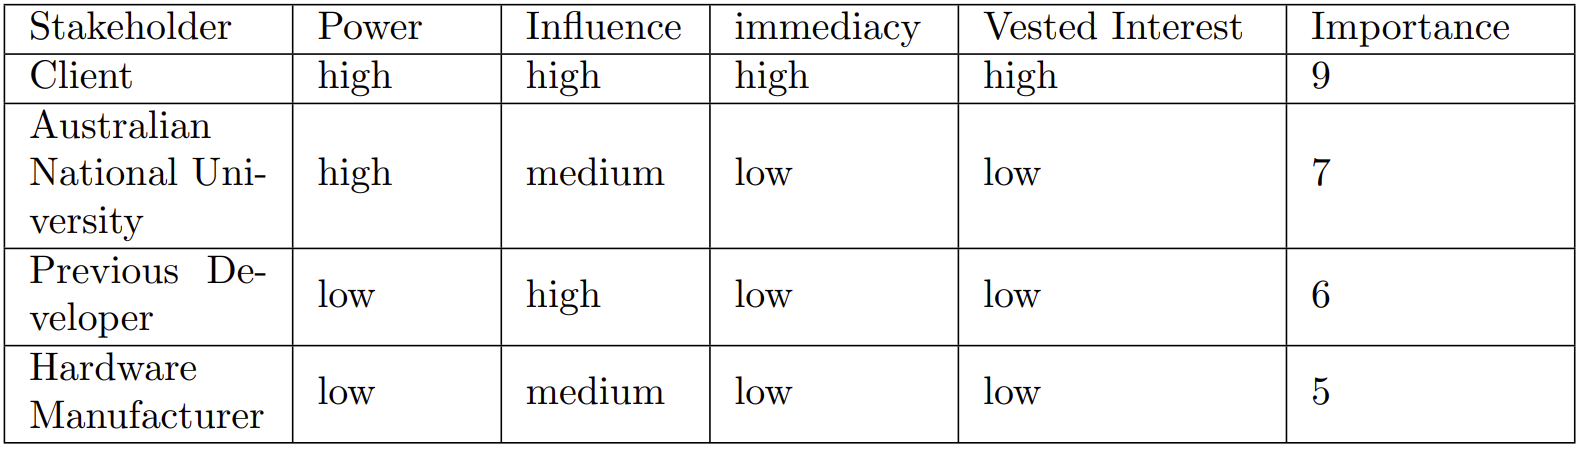 Stakeholder Power Influence immediacy Vested Interest Importance
Client high high high high 9
Australian
National Uni-
versity
high medium low low 7
Previous De-
veloper
low high low low 6
Hardware
Manufacturer
low medium low low 5